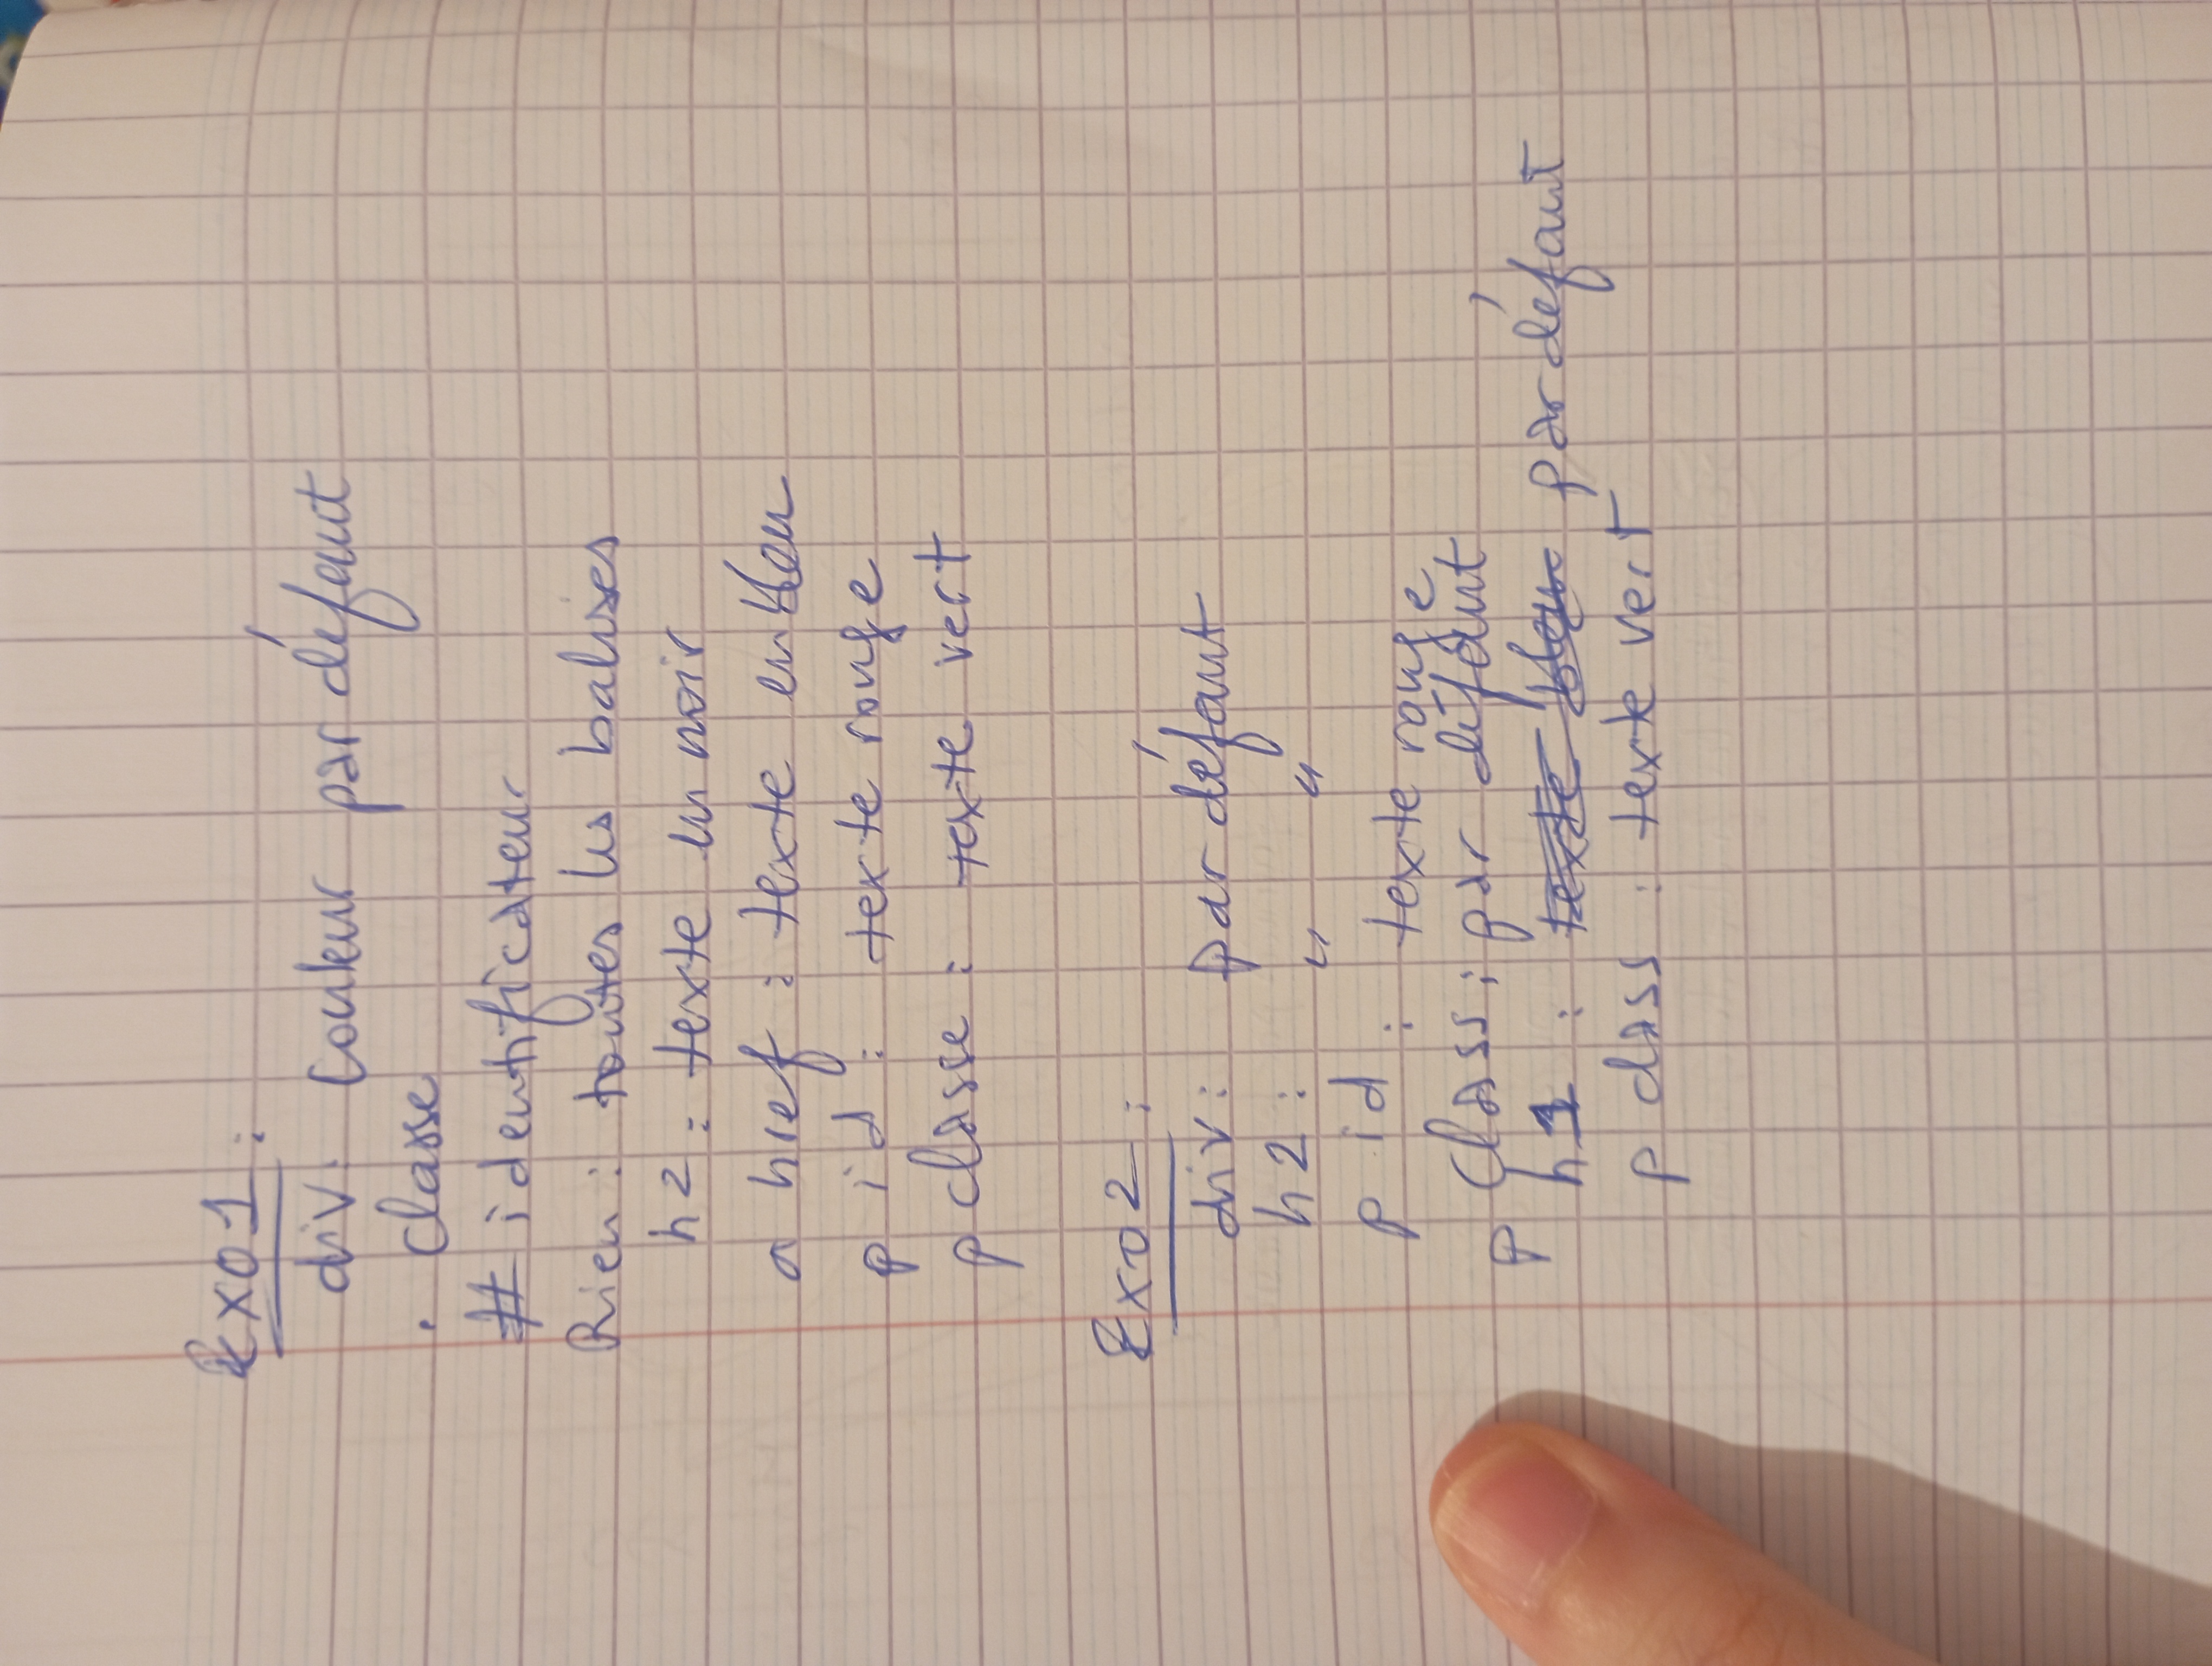 Exo1 :
div: couleur par défaut
. classe
# identificateur
Rien : toutes les balises
h2 : texte en noir
a href : texte en bleu
p id : texte rouge
p classe : texte vert
Exo2 :
div : par défaut
h2 : " "
p id : texte rouge
p class : par défaut
h1 : texte bleu par défaut
p class : texte vert